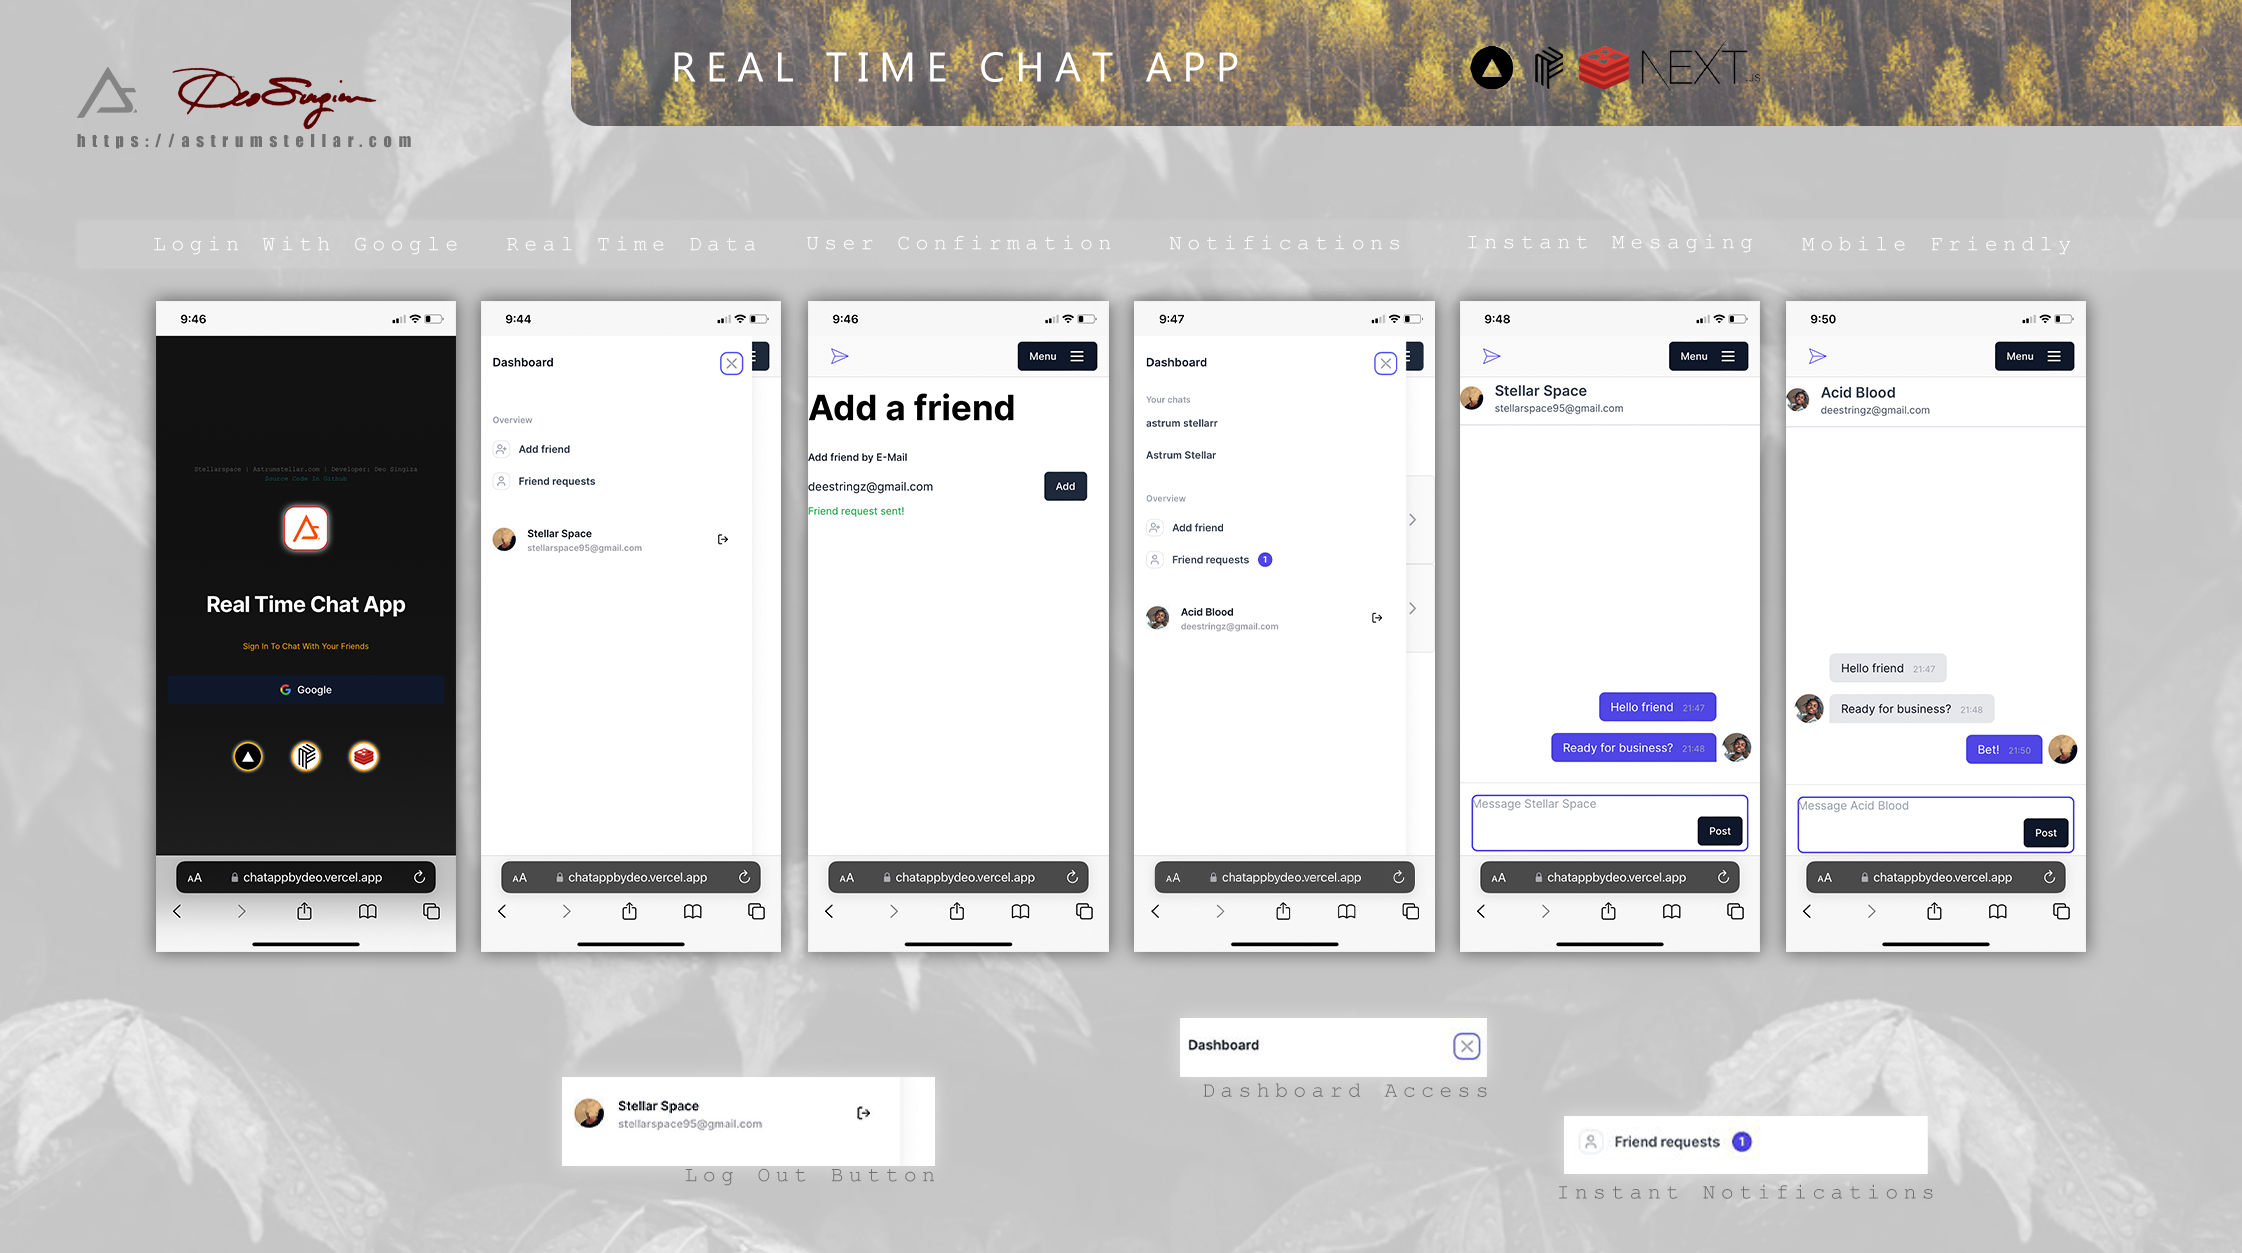 REAL TIME CHAT APP
NEXT.JS
Deo Singiza
https://astrumstellar.com
Login With Google
Real Time Data
User Confirmation
Notifications
Instant Mesaging
Mobile Friendly
9:46
Stellarspace | Astrumstellar.com | Developer: Deo Singiza
Source Code In Github
Real Time Chat App
Sign In To Chat With Your Friends
Google
AA chatappbydeo.vercel.app
9:44
Dashboard
Overview
Add friend
Friend requests
Stellar Space
stellarspace95@gmail.com
AA chatappbydeo.vercel.app
9:46
Menu
Add a friend
Add friend by E-Mail
deestringz@gmail.com
Add
Friend request sent!
AA chatappbydeo.vercel.app
9:47
Dashboard
Your chats
astrum stellarr
Astrum Stellar
Overview
Add friend
Friend requests 1
Acid Blood
deestringz@gmail.com
AA chatappbydeo.vercel.app
9:48
Menu
Stellar Space
stellarspace95@gmail.com
Hello friend 21:47
Ready for business? 21:48
Message Stellar Space
Post
AA chatappbydeo.vercel.app
9:50
Menu
Acid Blood
deestringz@gmail.com
Hello friend 21:47
Ready for business? 21:48
Bet! 21:50
Message Acid Blood
Post
AA chatappbydeo.vercel.app
Dashboard
Dashboard Access
Stellar Space
stellarspace95@gmail.com
Log Out Button
Friend requests 1
Instant Notifications